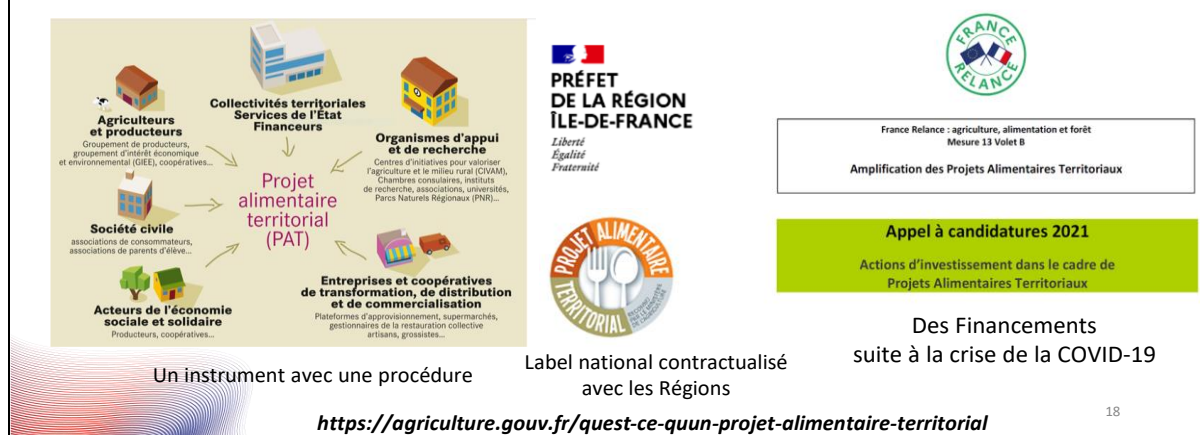 Collectivités territoriales
Services de l'État
Financeurs
Agriculteurs
et producteurs
Groupement de producteurs,
groupement d'intérêt économique
et environnemental (GIEE), coopératives...
Organismes d'appui
et de recherche
Centres d'initiatives pour valoriser
l'agriculture et le milieu rural (CIVAM),
Chambres consulaires, instituts
de recherche, associations, universités,
Parcs Naturels Régionaux (PNR)...
Projet
alimentaire
territorial
(PAT)
Société civile
associations de consommateurs,
associations de parents d'élève...
Acteurs de l'économie
sociale et solidaire
Producteurs, coopératives...
Entreprises et coopératives
de transformation, de distribution
et de commercialisation
Plateformes d'approvisionnement, supermarchés,
gestionnaires de la restauration collective
artisans, grossistes...
Un instrument avec une procédure
PRÉFET
DE LA RÉGION
ÎLE-DE-FRANCE
Liberté
Égalité
Fraternité
PROJET ALIMENTAIRE
TERRITORIAL
RECONNU
PAR LE MINISTÈRE
DE L'AGRICULTURE
Label national contractualisé
avec les Régions
FRANCE
RELANCE
France Relance : agriculture, alimentation et forêt
Mesure 13 Volet B
Amplification des Projets Alimentaires Territoriaux
Appel à candidatures 2021
Actions d'investissement dans le cadre de
Projets Alimentaires Territoriaux
Des Financements
suite à la crise de la COVID-19
https://agriculture.gouv.fr/quest-ce-quun-projet-alimentaire-territorial
18